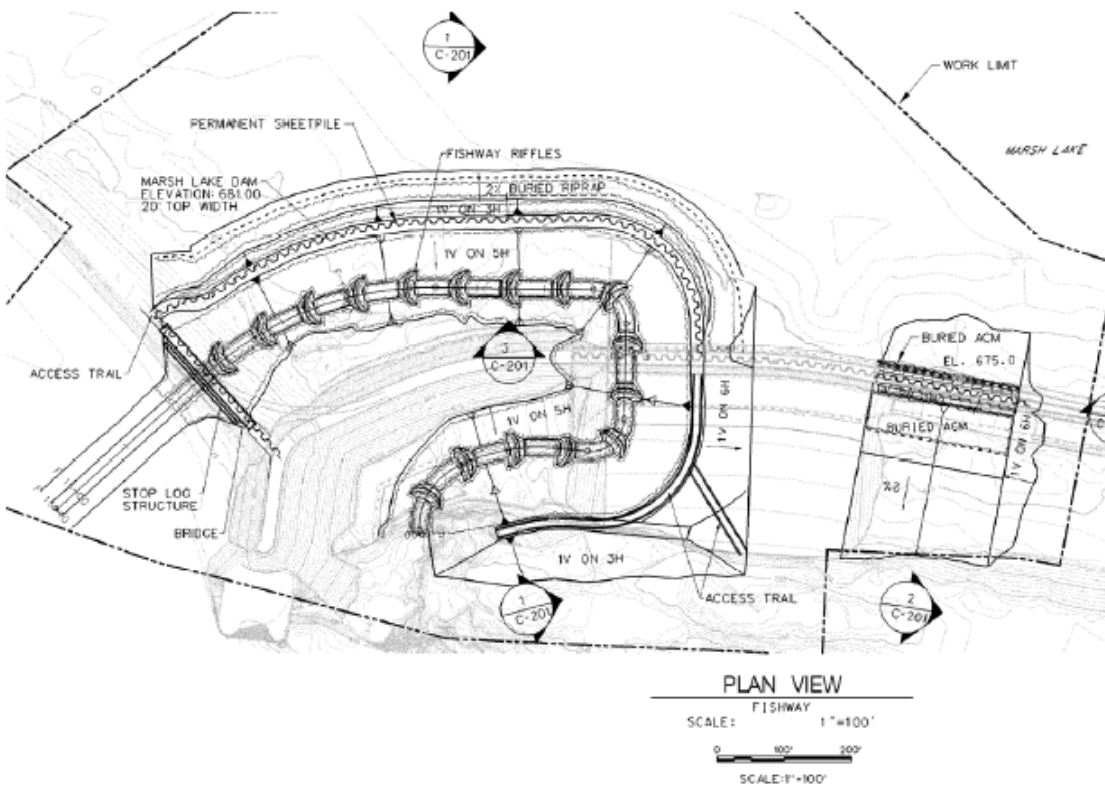 1
C-201
WORK LIMIT
MARSH LAKE
PERMANENT SHEETPILE
FISHWAY RIFFLES
MARSH LAKE DAM
ELEVATION: 681.00
20' TOP WIDTH
2% BURIED RIPRAP
1V ON 3H
1V ON 5H
BURIED ACM
EL. 675.0
3
C-201
ACCESS TRAIL
1V ON 6H
1V ON 5H
BURIED ACM
1V ON 6H
2%
STOP LOG
STRUCTURE
BRIDGE
1V ON 3H
ACCESS TRAIL
1
C-201
2
C-201
PLAN VIEW
FISHWAY
SCALE: 1"=100'
0 100' 200'
SCALE:1"=100'